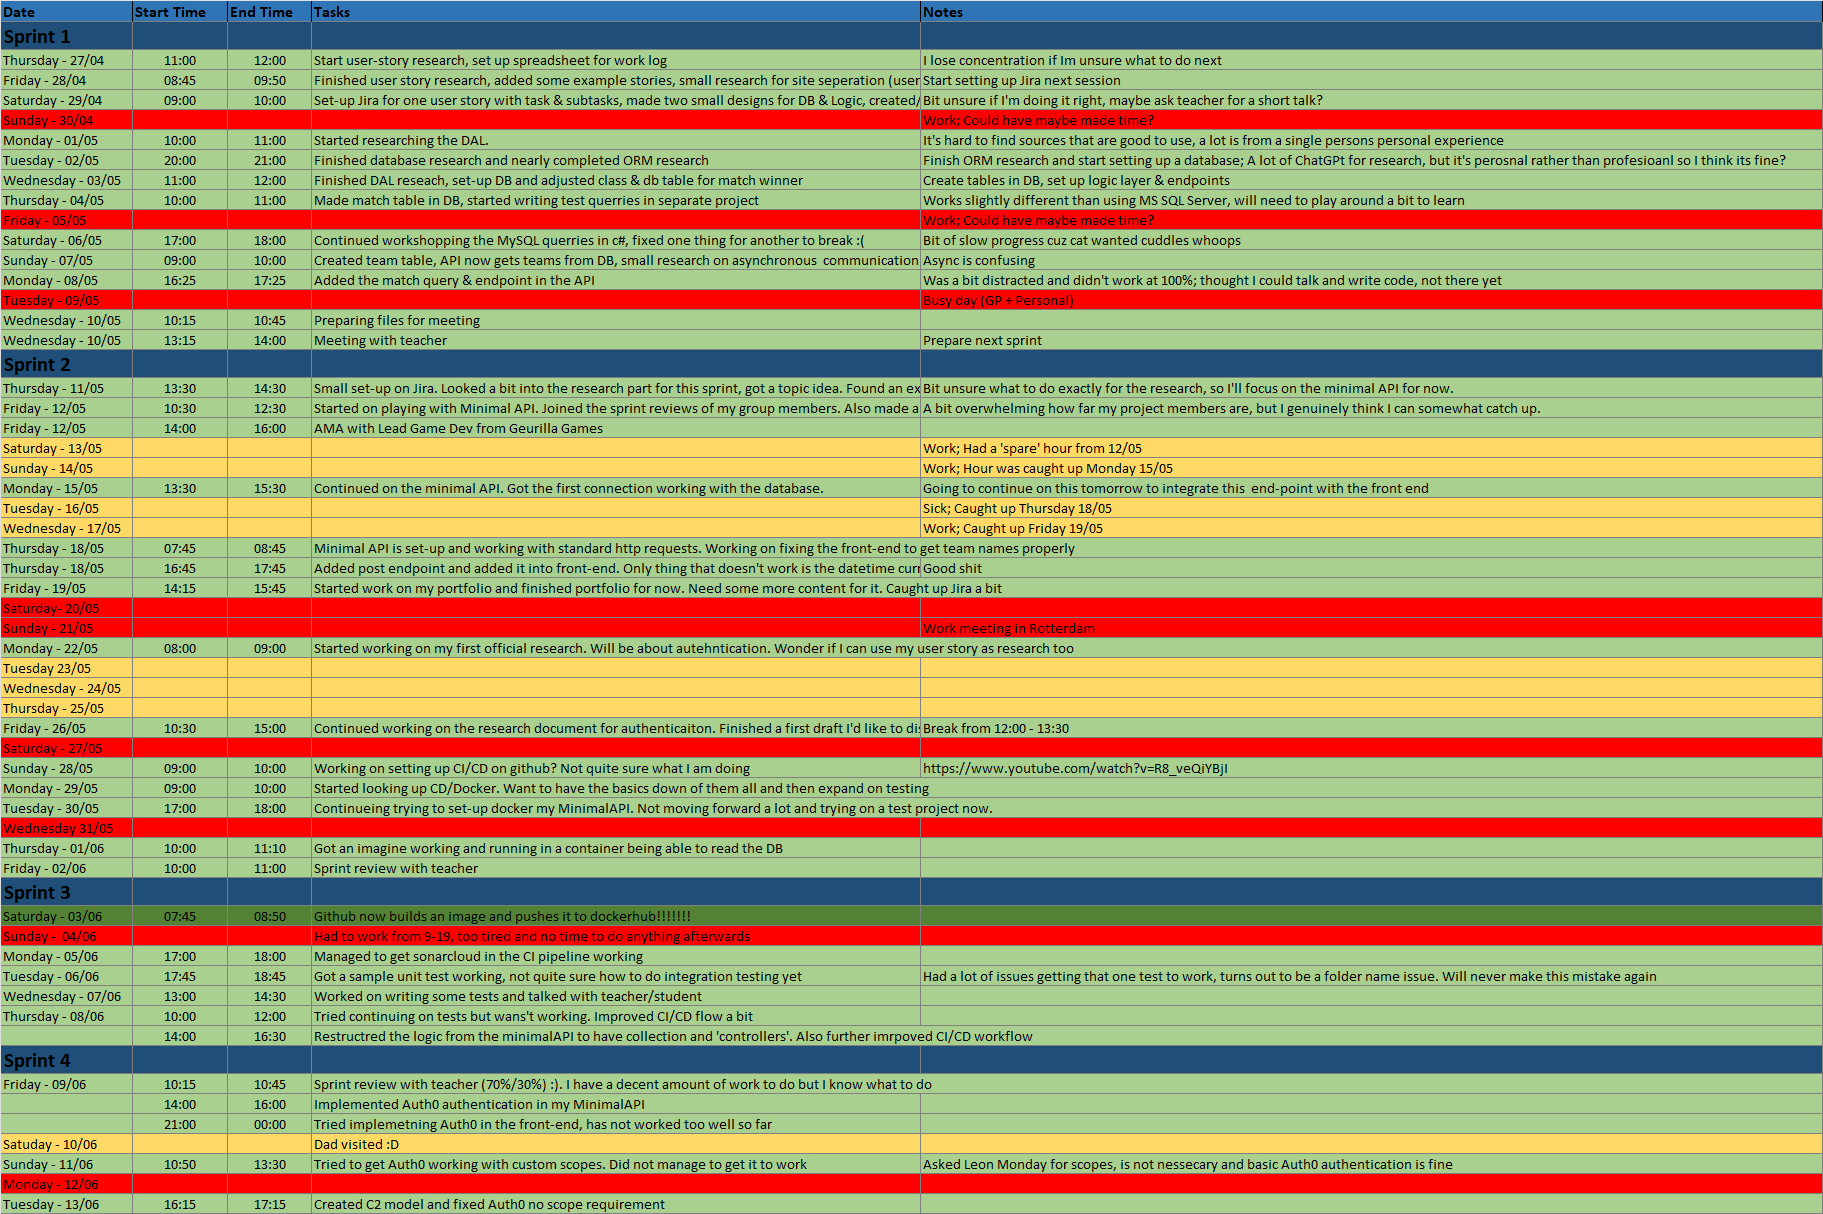 Date Start Time End Time Tasks Notes
Sprint 1
Thursday - 27/04 11:00 12:00 Start user-story research, set up spreadsheet for work log I lose concentration if Im unsure what to do next
Friday - 28/04 08:45 09:50 Finished user story research, added some example stories, small research for site seperation (user Start setting up Jira next session
Saturday - 29/04 09:00 10:00 Set-up Jira for one user story with task & subtasks, made two small designs for DB & Logic, created/ Bit unsure if I'm doing it right, maybe ask teacher for a short talk?
Sunday - 30/04 Work; Could have maybe made time?
Monday - 01/05 10:00 11:00 Started researching the DAL. It's hard to find sources that are good to use, a lot is from a single persons personal experience
Tuesday - 02/05 20:00 21:00 Finished database research and nearly completed ORM research Finish ORM research and start setting up a database; A lot of ChatGPt for research, but it's perosnal rather than profesioanl so I think its fine?
Wednesday - 03/05 11:00 12:00 Finished DAL reseach, set-up DB and adjusted class & db table for match winner Create tables in DB, set up logic layer & endpoints
Thursday - 04/05 10:00 11:00 Made match table in DB, started writing test querries in separate project Works slightly different than using MS SQL Server, will need to play around a bit to learn
Friday - 05/05 Work; Could have maybe made time?
Saturday - 06/05 17:00 18:00 Continued workshopping the MySQL querries in c#, fixed one thing for another to break :( Bit of slow progress cuz cat wanted cuddles whoops
Sunday - 07/05 09:00 10:00 Created team table, API now gets teams from DB, small research on asynchronous communication Async is confusing
Monday - 08/05 16:25 17:25 Added the match query & endpoint in the API Was a bit distracted and didn't work at 100%; thought I could talk and write code, not there yet
Tuesday - 09/05 Busy day (GP + Personal)
Wednesday - 10/05 10:15 10:45 Preparing files for meeting
Wednesday - 10/05 13:15 14:00 Meeting with teacher Prepare next sprint
Sprint 2
Thursday - 11/05 13:30 14:30 Small set-up on Jira. Looked a bit into the research part for this sprint, got a topic idea. Found an ex Bit unsure what to do exactly for the research, so I'll focus on the minimal API for now.
Friday - 12/05 10:30 12:30 Started on playing with Minimal API. Joined the sprint reviews of my group members. Also made a A bit overwhelming how far my project members are, but I genuinely think I can somewhat catch up.
Friday - 12/05 14:00 16:00 AMA with Lead Game Dev from Geurilla Games
Saturday - 13/05 Work; Had a 'spare' hour from 12/05
Sunday - 14/05 Work; Hour was caught up Monday 15/05
Monday - 15/05 13:30 15:30 Continued on the minimal API. Got the first connection working with the database. Going to continue on this tomorrow to integrate this end-point with the front end
Tuesday - 16/05 Sick; Caught up Thursday 18/05
Wednesday - 17/05 Work; Caught up Friday 19/05
Thursday - 18/05 07:45 08:45 Minimal API is set-up and working with standard http requests. Working on fixing the front-end to get team names properly
Thursday - 18/05 16:45 17:45 Added post endpoint and added it into front-end. Only thing that doesn't work is the datetime curr Good shit
Friday - 19/05 14:15 15:45 Started work on my portfolio and finished portfolio for now. Need some more content for it. Caught up Jira a bit
Saturday- 20/05
Sunday - 21/05 Work meeting in Rotterdam
Monday - 22/05 08:00 09:00 Started working on my first official research. Will be about autehntication. Wonder if I can use my user story as research too
Tuesday 23/05
Wednesday - 24/05
Thursday - 25/05
Friday - 26/05 10:30 15:00 Continued working on the research document for authenticaiton. Finished a first draft I'd like to di Break from 12:00 - 13:30
Saturday - 27/05
Sunday - 28/05 09:00 10:00 Working on setting up CI/CD on github? Not quite sure what I am doing https://www.youtube.com/watch?v=R8_veQiYBjI
Monday - 29/05 09:00 10:00 Started looking up CD/Docker. Want to have the basics down of them all and then expand on testing
Tuesday - 30/05 17:00 18:00 Continueing trying to set-up docker my MinimalAPI. Not moving forward a lot and trying on a test project now.
Wednesday 31/05
Thursday - 01/06 10:00 11:10 Got an imagine working and running in a container being able to read the DB
Friday - 02/06 10:00 11:00 Sprint review with teacher
Sprint 3
Saturday - 03/06 07:45 08:50 Github now builds an image and pushes it to dockerhub!!!!!!!
Sunday - 04/06 Had to work from 9-19, too tired and no time to do anything afterwards
Monday - 05/06 17:00 18:00 Managed to get sonarcloud in the CI pipeline working
Tuesday - 06/06 17:45 18:45 Got a sample unit test working, not quite sure how to do integration testing yet Had a lot of issues getting that one test to work, turns out to be a folder name issue. Will never make this mistake again
Wednesday - 07/06 13:00 14:30 Worked on writing some tests and talked with teacher/student
Thursday - 08/06 10:00 12:00 Tried continuing on tests but wans't working. Improved CI/CD flow a bit
14:00 16:30 Restructred the logic from the minimalAPI to have collection and 'controllers'. Also further imrpoved CI/CD workflow
Sprint 4
Friday - 09/06 10:15 10:45 Sprint review with teacher (70%/30%) :). I have a decent amount of work to do but I know what to do
14:00 16:00 Implemented Auth0 authentication in my MinimalAPI
21:00 00:00 Tried implemetning Auth0 in the front-end, has not worked too well so far
Satuday - 10/06 Dad visited :D
Sunday - 11/06 10:50 13:30 Tried to get Auth0 working with custom scopes. Did not manage to get it to work Asked Leon Monday for scopes, is not nessecary and basic Auth0 authentication is fine
Monday - 12/06
Tuesday - 13/06 16:15 17:15 Created C2 model and fixed Auth0 no scope requirement